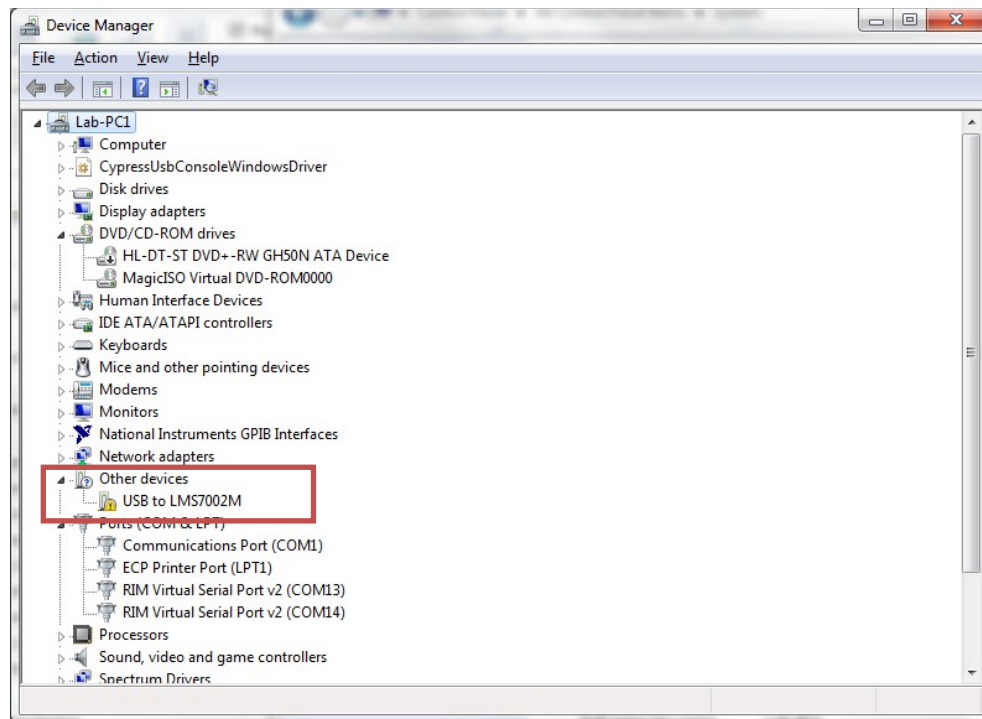 Device Manager
File Action View Help
Lab-PC1
Computer
CypressUsbConsoleWindowsDriver
Disk drives
Display adapters
DVD/CD-ROM drives
HL-DT-ST DVD+-RW GH50N ATA Device
MagicISO Virtual DVD-ROM0000
Human Interface Devices
IDE ATA/ATAPI controllers
Keyboards
Mice and other pointing devices
Modems
Monitors
National Instruments GPIB Interfaces
Network adapters
Other devices
USB to LMS7002M
Ports (COM & LPT)
Communications Port (COM1)
ECP Printer Port (LPT1)
RIM Virtual Serial Port v2 (COM13)
RIM Virtual Serial Port v2 (COM14)
Processors
Sound, video and game controllers
Spectrum Drivers